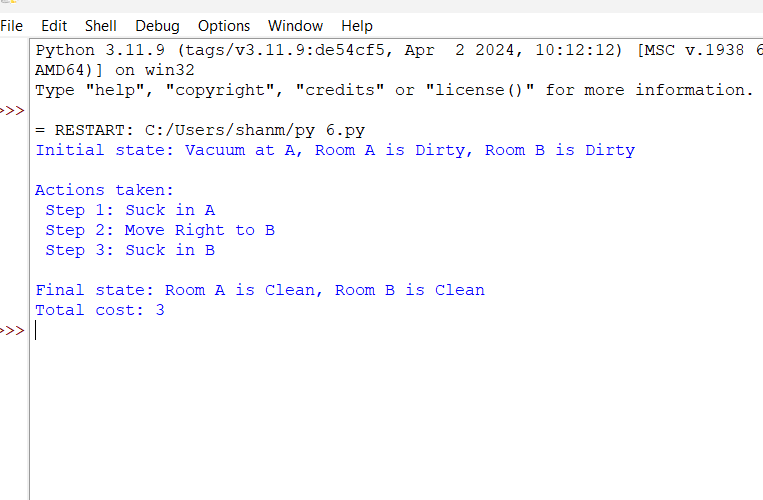 File Edit Shell Debug Options Window Help
Python 3.11.9 (tags/v3.11.9:de54cf5, Apr  2 2024, 10:12:12) [MSC v.1938 6
AMD64)] on win32
Type "help", "copyright", "credits" or "license()" for more information.
>>>
= RESTART: C:/Users/shanm/py 6.py
Initial state: Vacuum at A, Room A is Dirty, Room B is Dirty
Actions taken:
Step 1: Suck in A
Step 2: Move Right to B
Step 3: Suck in B
Final state: Room A is Clean, Room B is Clean
Total cost: 3
>>>